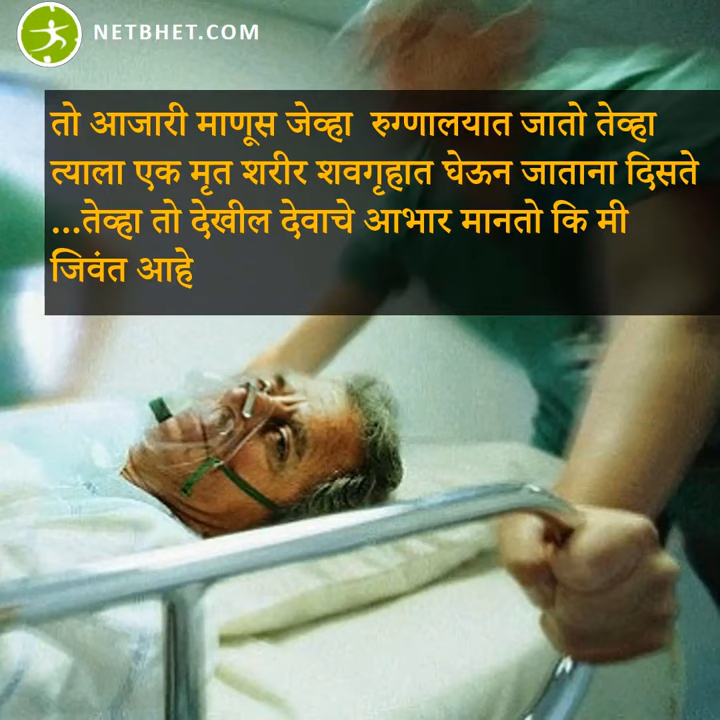 NETBHET.COM
तो आजारी माणूस जेव्हा रुग्णालयात जातो तेव्हा
त्याला एक मृत शरीर शवगृहात घेऊन जाताना दिसते
...तेव्हा तो देखील देवाचे आभार मानतो कि मी
जिवंत आहे